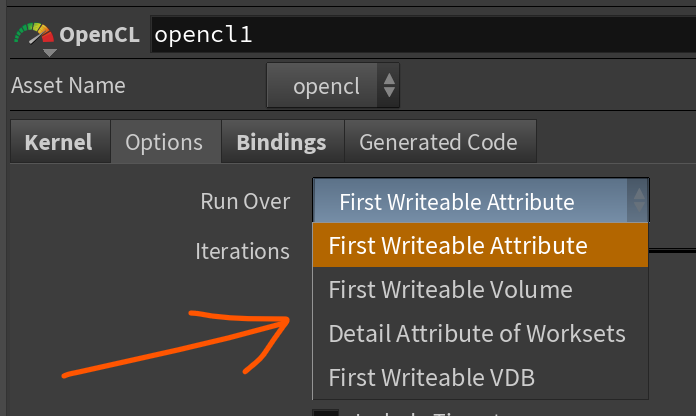 OpenCL opencl1
Asset Name opencl
Kernel Options Bindings Generated Code
Run Over First Writeable Attribute
Iterations First Writeable Attribute
First Writeable Volume
Detail Attribute of Worksets
First Writeable VDB